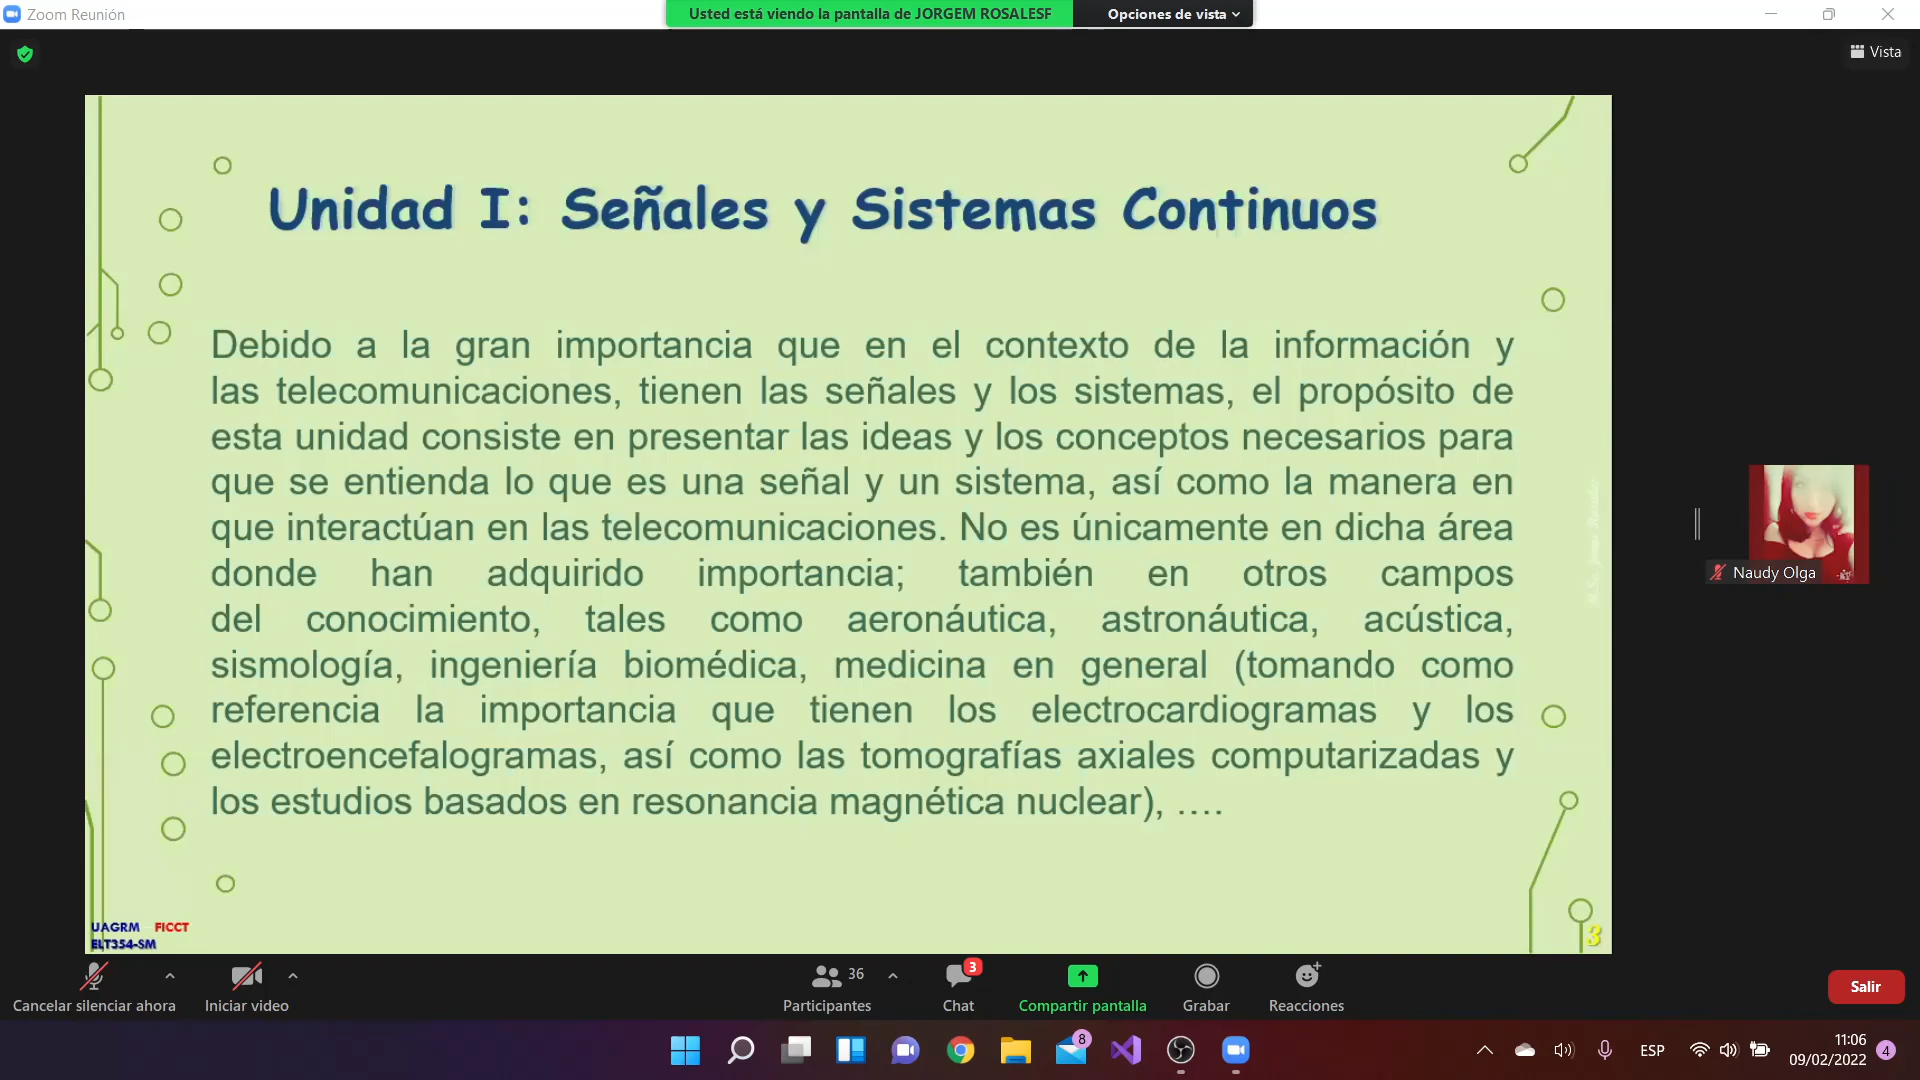 Zoom Reunión
Usted está viendo la pantalla de JORGEM ROSALESF
Opciones de vista
Vista
Unidad I: Señales y Sistemas Continuos
Debido a la gran importancia que en el contexto de la información y
las telecomunicaciones, tienen las señales y los sistemas, el propósito de
esta unidad consiste en presentar las ideas y los conceptos necesarios para
que se entienda lo que es una señal y un sistema, así como la manera en
que interactúan en las telecomunicaciones. No es únicamente en dicha área
donde han adquirido importancia; también en otros campos
del conocimiento, tales como aeronáutica, astronáutica, acústica,
sismología, ingeniería biomédica, medicina en general (tomando como
referencia la importancia que tienen los electrocardiogramas y los
electroencefalogramas, así como las tomografías axiales computarizadas y
los estudios basados en resonancia magnética nuclear), ....
UAGRM FICCT
ELT354-SM
3
Naudy Olga
Cancelar silenciar ahora
Iniciar video
36
Participantes
3
Chat
Compartir pantalla
Grabar
Reacciones
Salir
8
ESP
11:06
09/02/2022
4